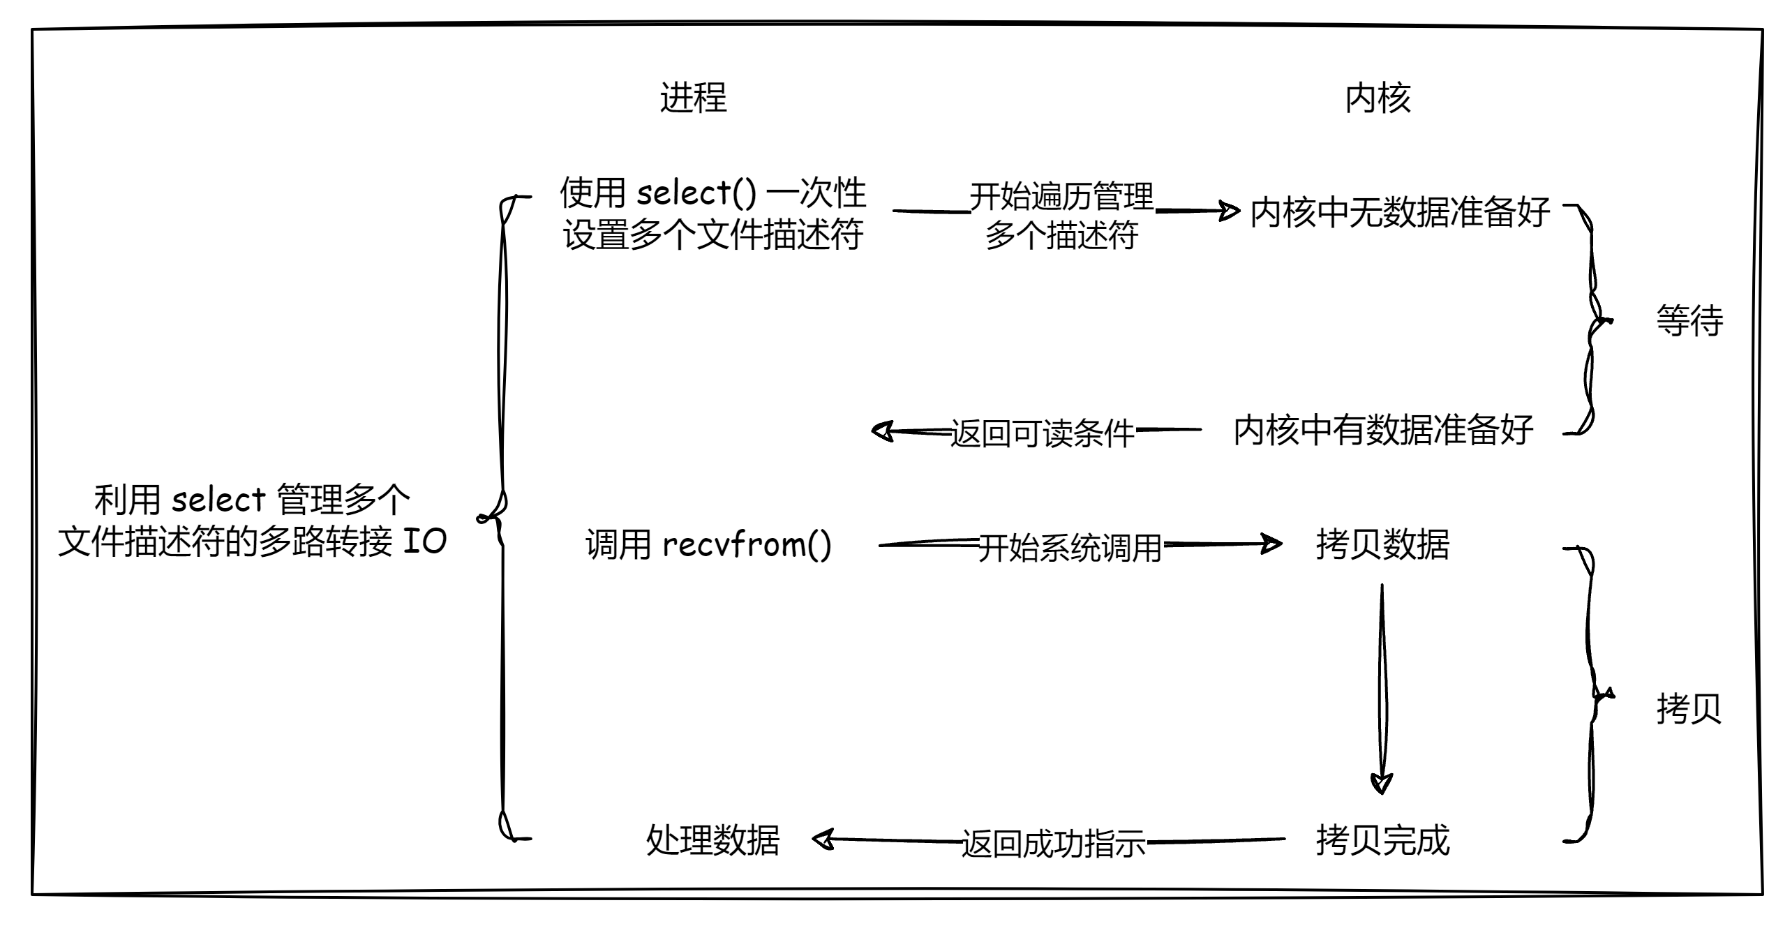 进程
内核
使用 select() 一次性
设置多个文件描述符
开始遍历管理
多个描述符
内核中无数据准备好
等待
返回可读条件
内核中有数据准备好
利用 select 管理多个
文件描述符的多路转接 IO
调用 recvfrom()
开始系统调用
拷贝数据
拷贝
处理数据
返回成功指示
拷贝完成